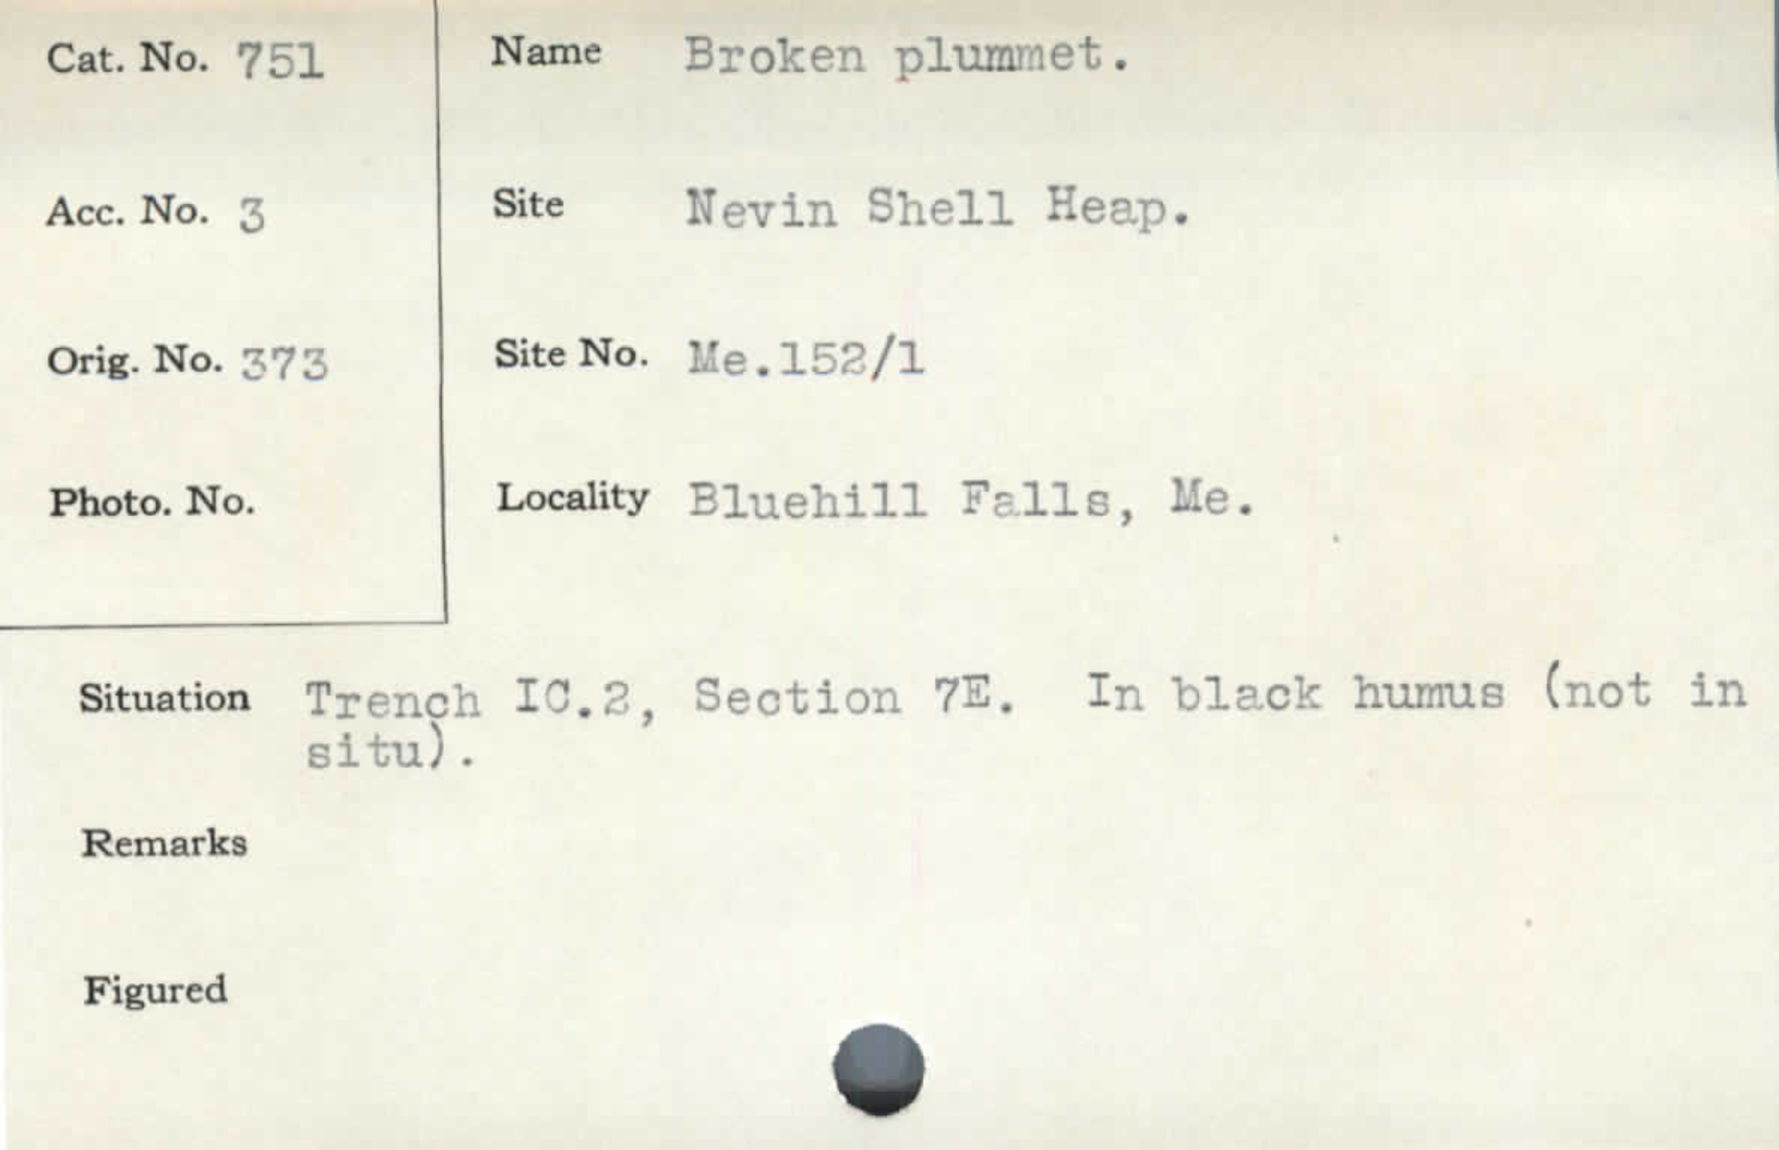 Cat. No. 751
Name Broken plummet.
Acc. No. 3
Site Nevin Shell Heap.
Orig. No. 373
Site No. Me.152/1
Photo. No.
Locality Bluehill Falls, Me.
Situation Trench IC.2, Section 7E. In black humus (not in
situ).
Remarks
Figured